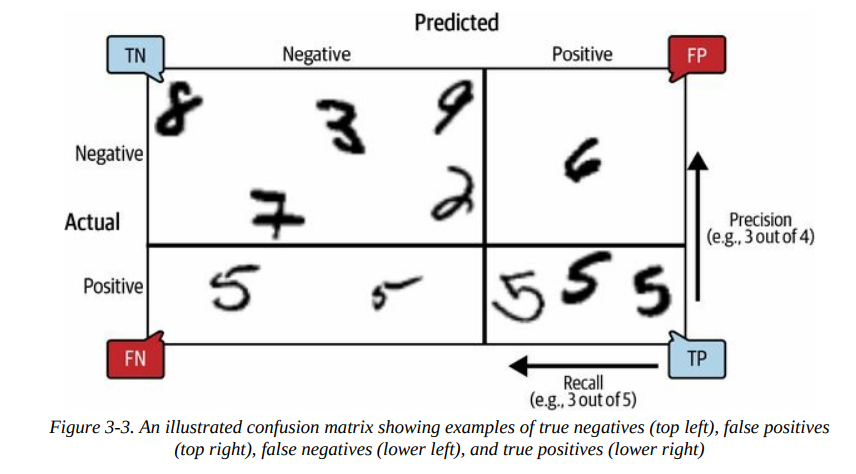 Predicted
TN
Negative
Positive
FP
8
3
9
6
Negative
7
2
Actual
Precision
(e.g., 3 out of 4)
Positive
5
5
5
5
5
FN
TP
Recall
(e.g., 3 out of 5)
Figure 3-3. An illustrated confusion matrix showing examples of true negatives (top left), false positives
(top right), false negatives (lower left), and true positives (lower right)